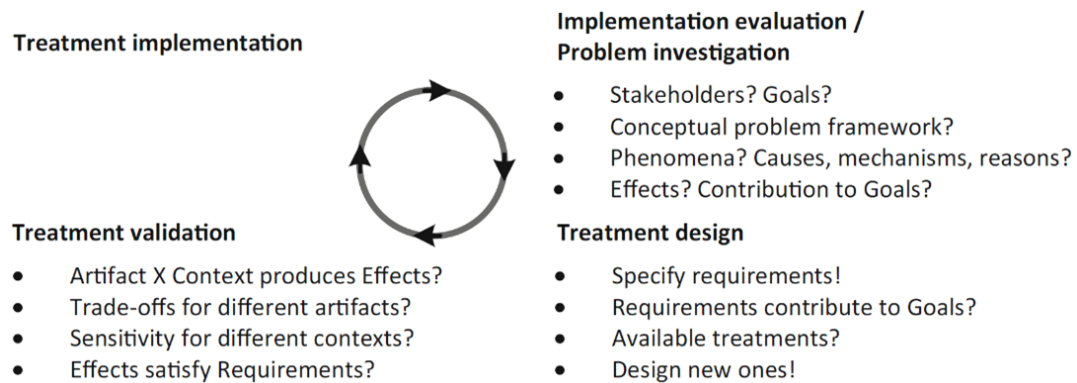 Treatment implementation
Implementation evaluation /
Problem investigation
• Stakeholders? Goals?
• Conceptual problem framework?
• Phenomena? Causes, mechanisms, reasons?
• Effects? Contribution to Goals?
Treatment validation
• Artifact X Context produces Effects?
• Trade-offs for different artifacts?
• Sensitivity for different contexts?
• Effects satisfy Requirements?
Treatment design
• Specify requirements!
• Requirements contribute to Goals?
• Available treatments?
• Design new ones!